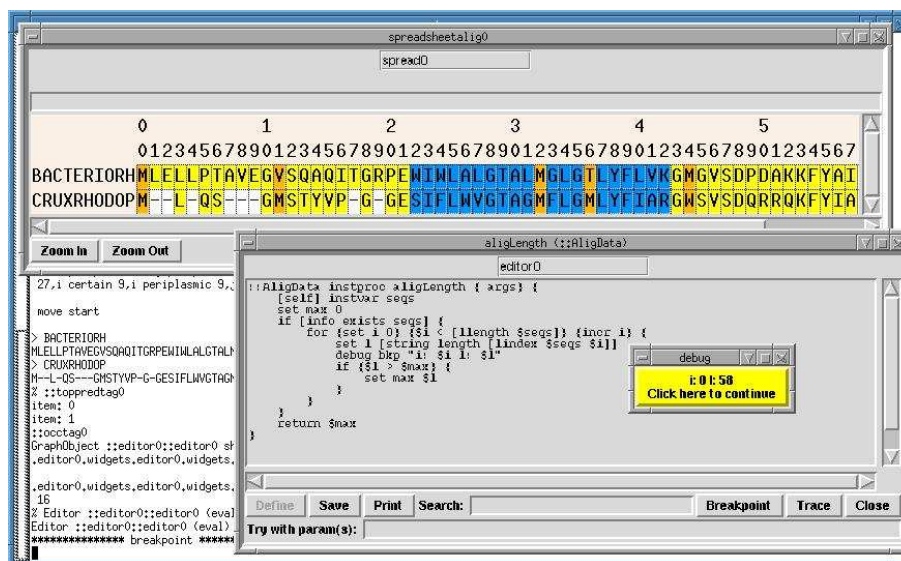 spreadsheetalig0
spread0
0 1 2 3 4 5
0123456789012345678901234567890123456789012345678901234567
BACTERIORHMLELLPTAVEGVSQAQITGRPEWIWLALGTALMGLGTLYFLVKGMGVSDPDAKKFYAI
CRUXRHODOPM--L-QS---GMSTYVP-G-GESIFLWVGTAGMFLGMLYFIARGWSVSDQRRQKFYIA
Zoom In Zoom Out
27,i certain 9,i periplasmic 9,
move start
> BACTERIORH
MLELLPTAVEGVSQAQITGRPEWIWLALGTALM
> CRUXRHODOP
M--L-QS---GMSTYVP-G-GESIFLWVGTAGM
% ::toppredtag0
item: 0
item: 1
::occtag0
GraphObject ::editor0::editor0 sh
.editor0.widgets.editor0.widgets.
.editor0.widgets.editor0.widgets.
16
% Editor ::editor0::editor0 (eval)
Editor ::editor0::editor0 (eval)
*************** breakpoint ******
aligLength (::AligData)
editor0
::AligData instproc aligLength { args} {
[self] instvar seqs
set max 0
if [info exists seqs] {
for {set i 0} {$i < [llength $seqs]} {incr i} {
set l [string length [lindex $seqs $i]]
debug bkp "i: $i l: $l"
if {$l > $max} {
set max $l
}
}
}
return $max
}
debug
i: 0 l: 58
Click here to continue
Define Save Print Search: Breakpoint Trace Close
Try with param(s):